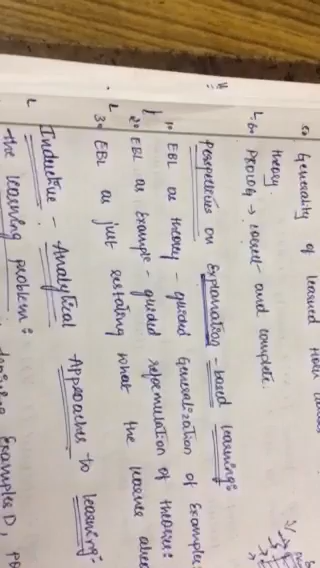 Generality of learned
theory.
L. 6. PROLOG → correct and complete.
Perspectives on Explanation - based learning:
1. EBL as theory - guided Generalization of Examples
2. EBL as Example - guided reformulation of theories:
3. EBL as just restating what the learner
Inductive - Analytical Approaches to learning:-
the learning problem:
Examples D,